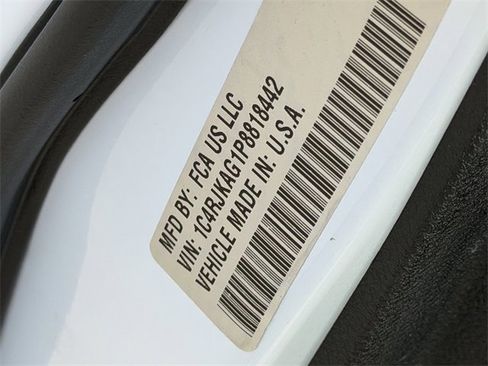 MFD BY: FCA US LLC
VIN: 1C4RJKAG1P8818442
VEHICLE MADE IN: U.S.A.